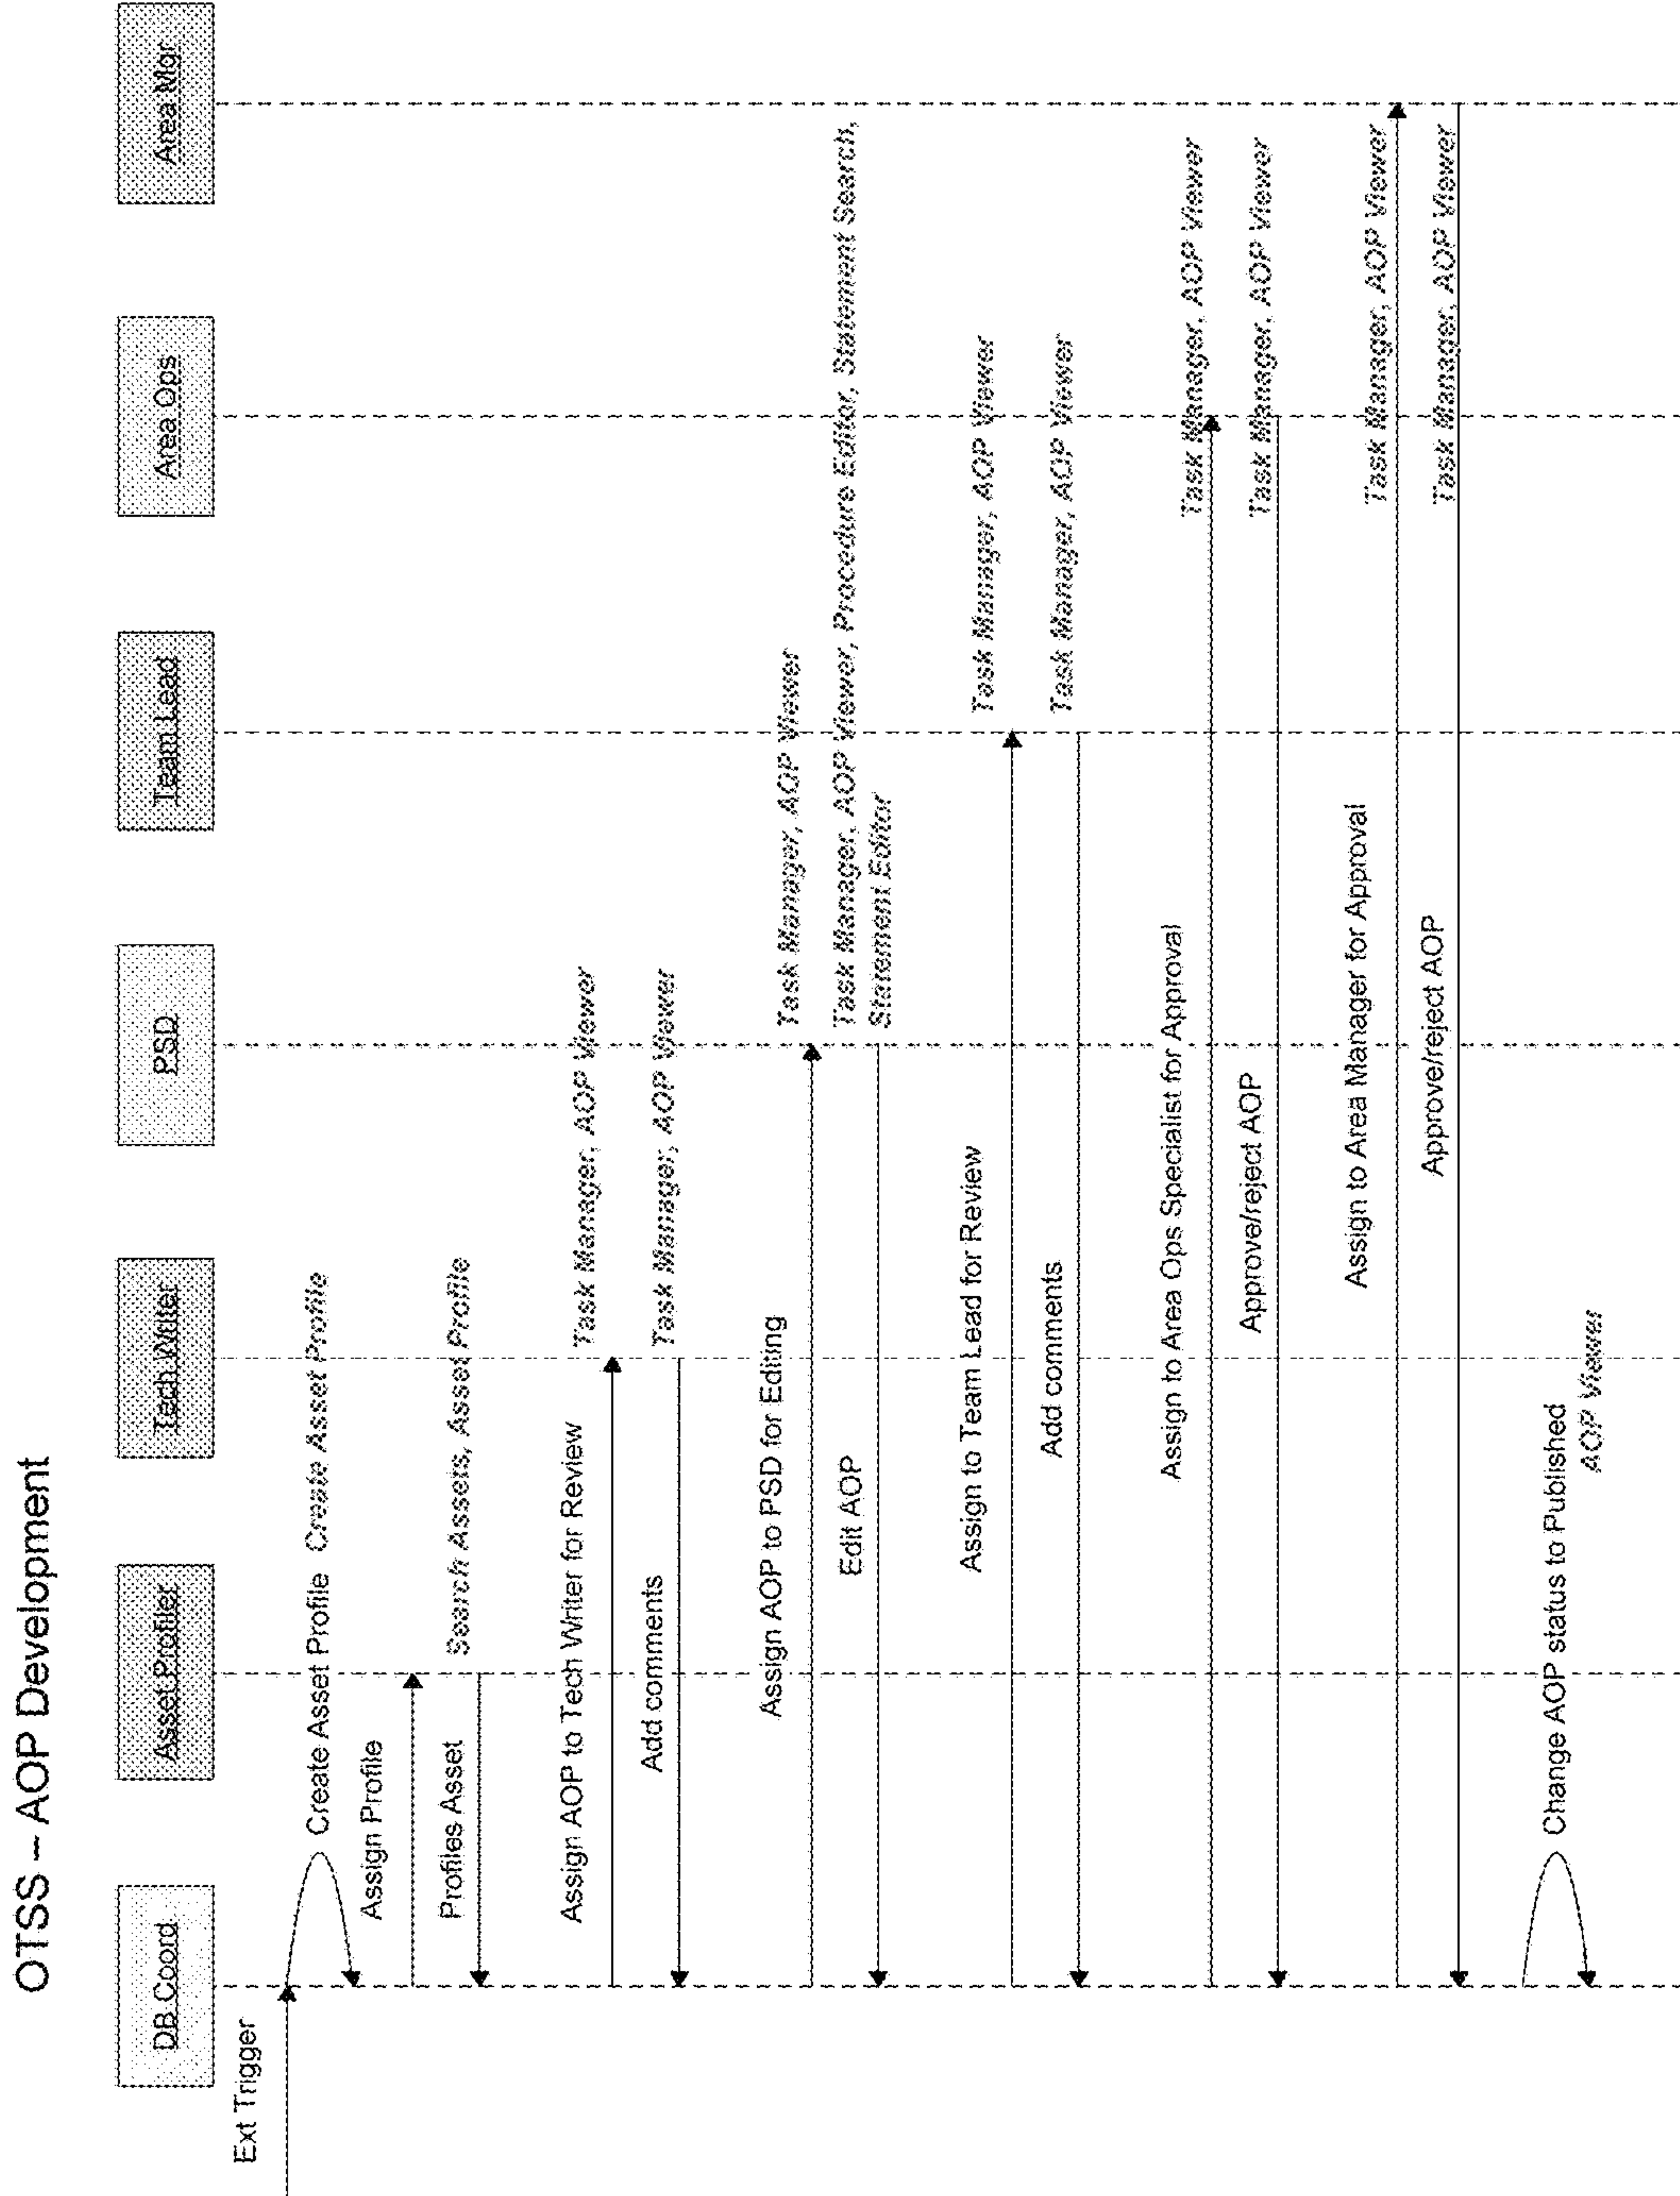 OTSS – AOP Development
DB Coord
Asset Profiler
Tech Writer
PSD
Team Lead
Area Ops
Area Mgr
Ext Trigger
Create Asset Profile
Create Asset Profile
Assign Profile
Profiles Asset
Search Assets, Asset Profile
Assign AOP to Tech Writer for Review
Task Manager, AOP Viewer
Add comments
Task Manager, AOP Viewer
Assign AOP to PSD for Editing
Task Manager, AOP Viewer
Edit AOP
Task Manager, AOP Viewer, Procedure Editor, Statement Search,
Statement Editor
Assign to Team Lead for Review
Task Manager, AOP Viewer
Add comments
Task Manager, AOP Viewer
Assign to Area Ops Specialist for Approval
Task Manager, AOP Viewer
Approve/reject AOP
Task Manager, AOP Viewer
Assign to Area Manager for Approval
Task Manager, AOP Viewer
Approve/reject AOP
Task Manager, AOP Viewer
Change AOP status to Published
AOP Viewer